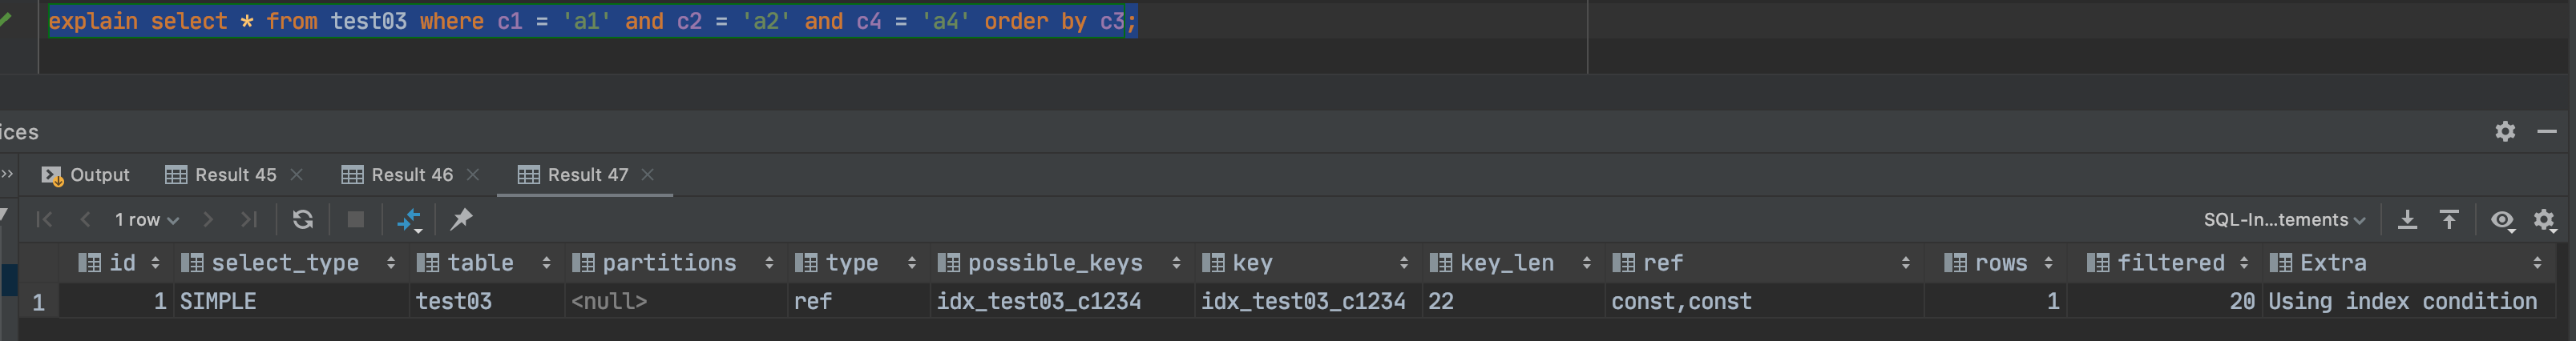 explain select * from test03 where c1 = 'a1' and c2 = 'a2' and c4 = 'a4' order by c3;
ices
Output Result 45 Result 46 Result 47
1 row SQL-In...tements
id select_type table partitions type possible_keys key key_len ref rows filtered Extra
1 1 SIMPLE test03 <null> ref idx_test03_c1234 idx_test03_c1234 22 const,const 1 20 Using index condition